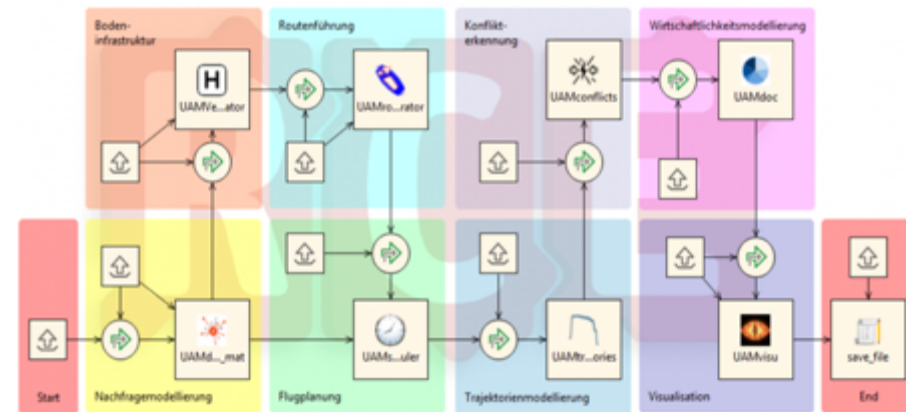 Boden-
infrastruktur
Routenführung
Konflikt-
erkennung
Wirtschaftlichkeitsmodellierung
H
UAMVe...ator
UAMro...rator
UAMconflicts
UAMdoc
UAMd..._mat
UAMs...uler
UAMtr...ories
UAMvisu
save_file
Start
Nachfragemodellierung
Flugplanung
Trajektorienmodellierung
Visualisation
End
RCE